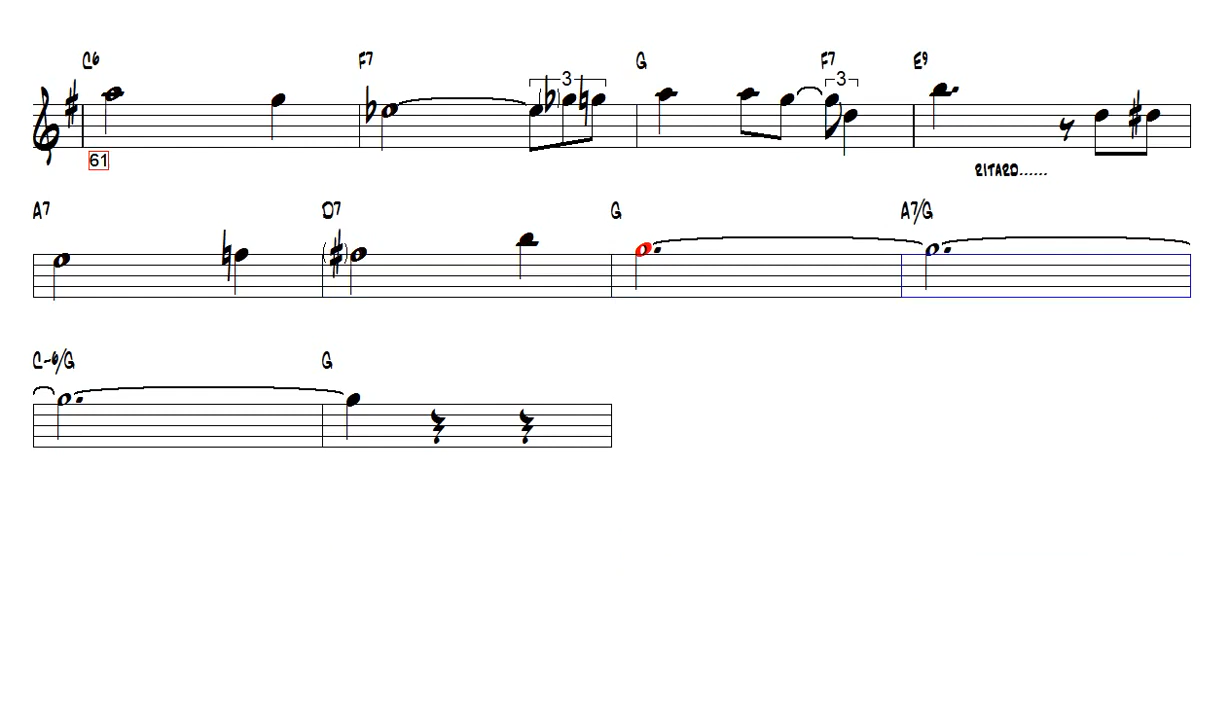 C6 F7 G F7 E9
3 3
61
RITARD......
A7 D7 G A7/G
C-6/G G